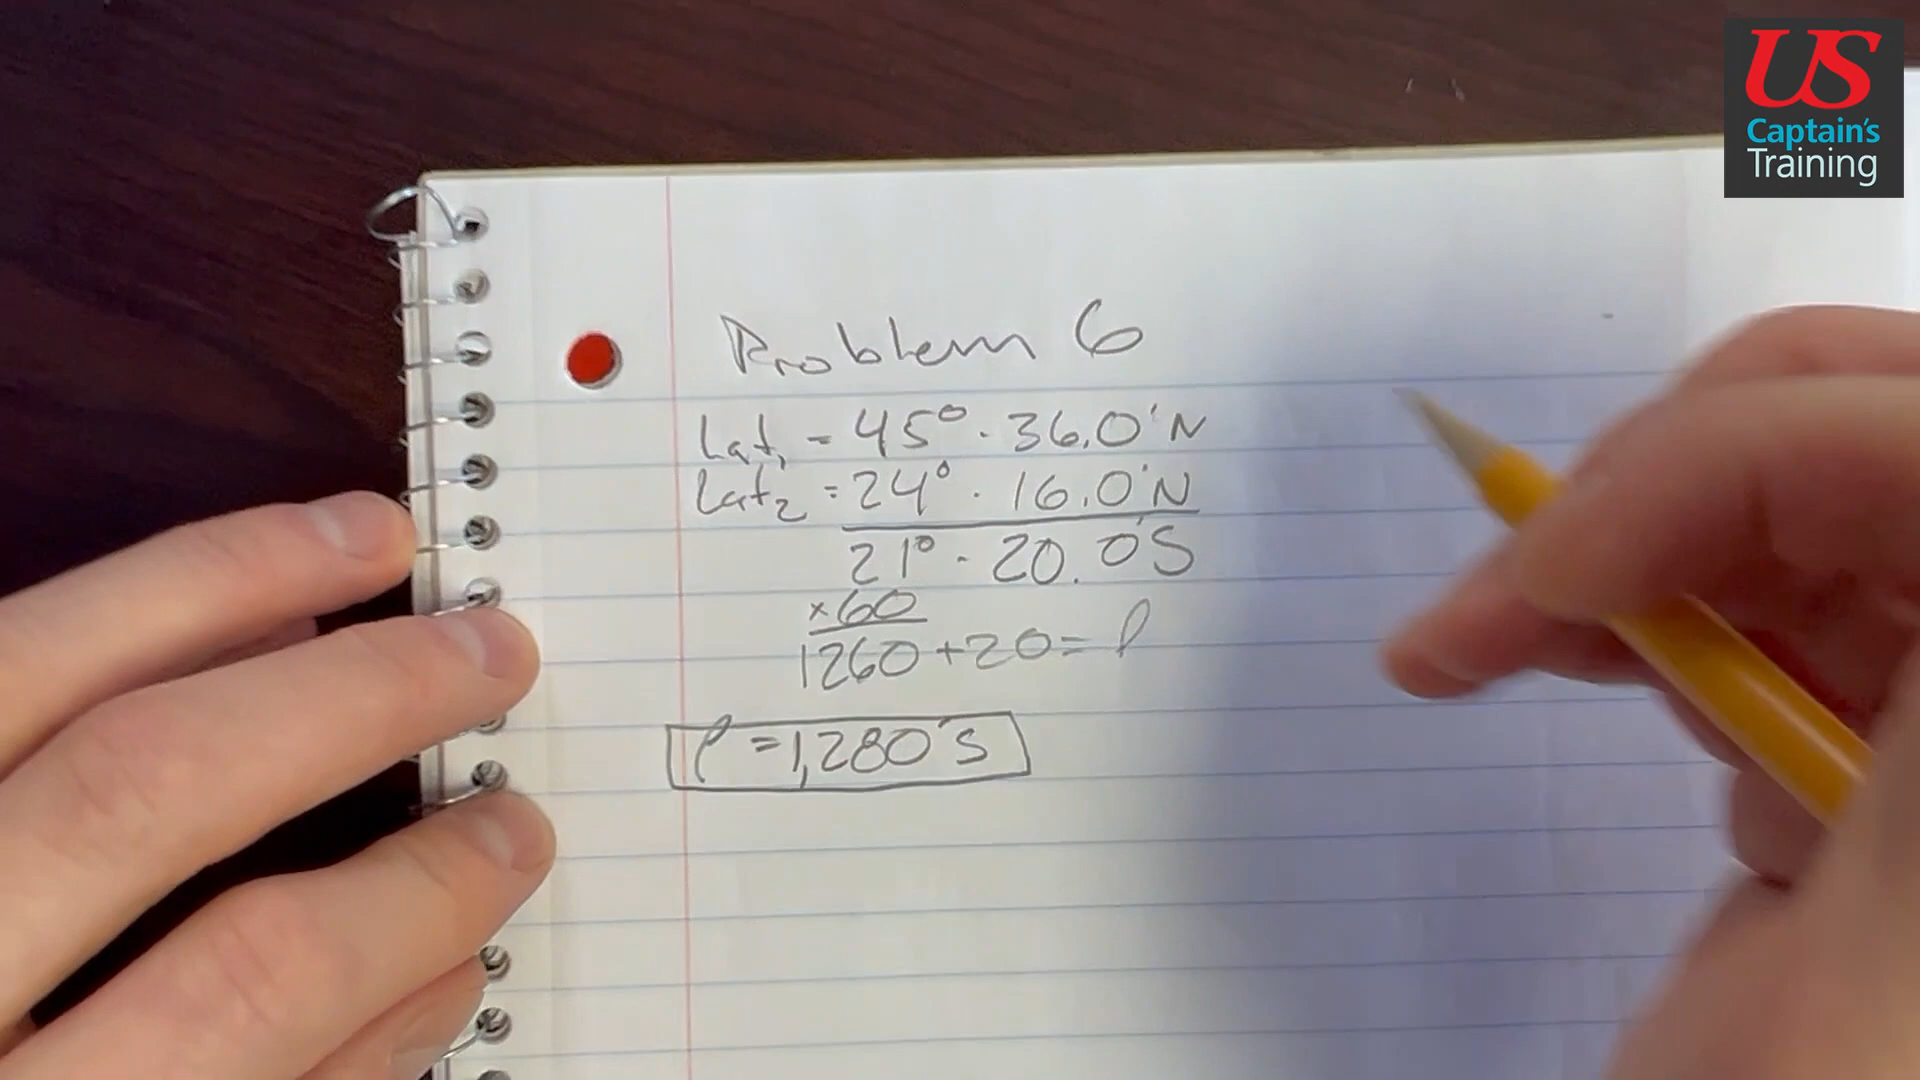 US
Captain's
Training
Problem 6
Lat₁ = 45° · 36.0'N
Lat₂ = 24° · 16.0'N
21° · 20.0'S
×60
1260 + 20 = l
l = 1,280'S